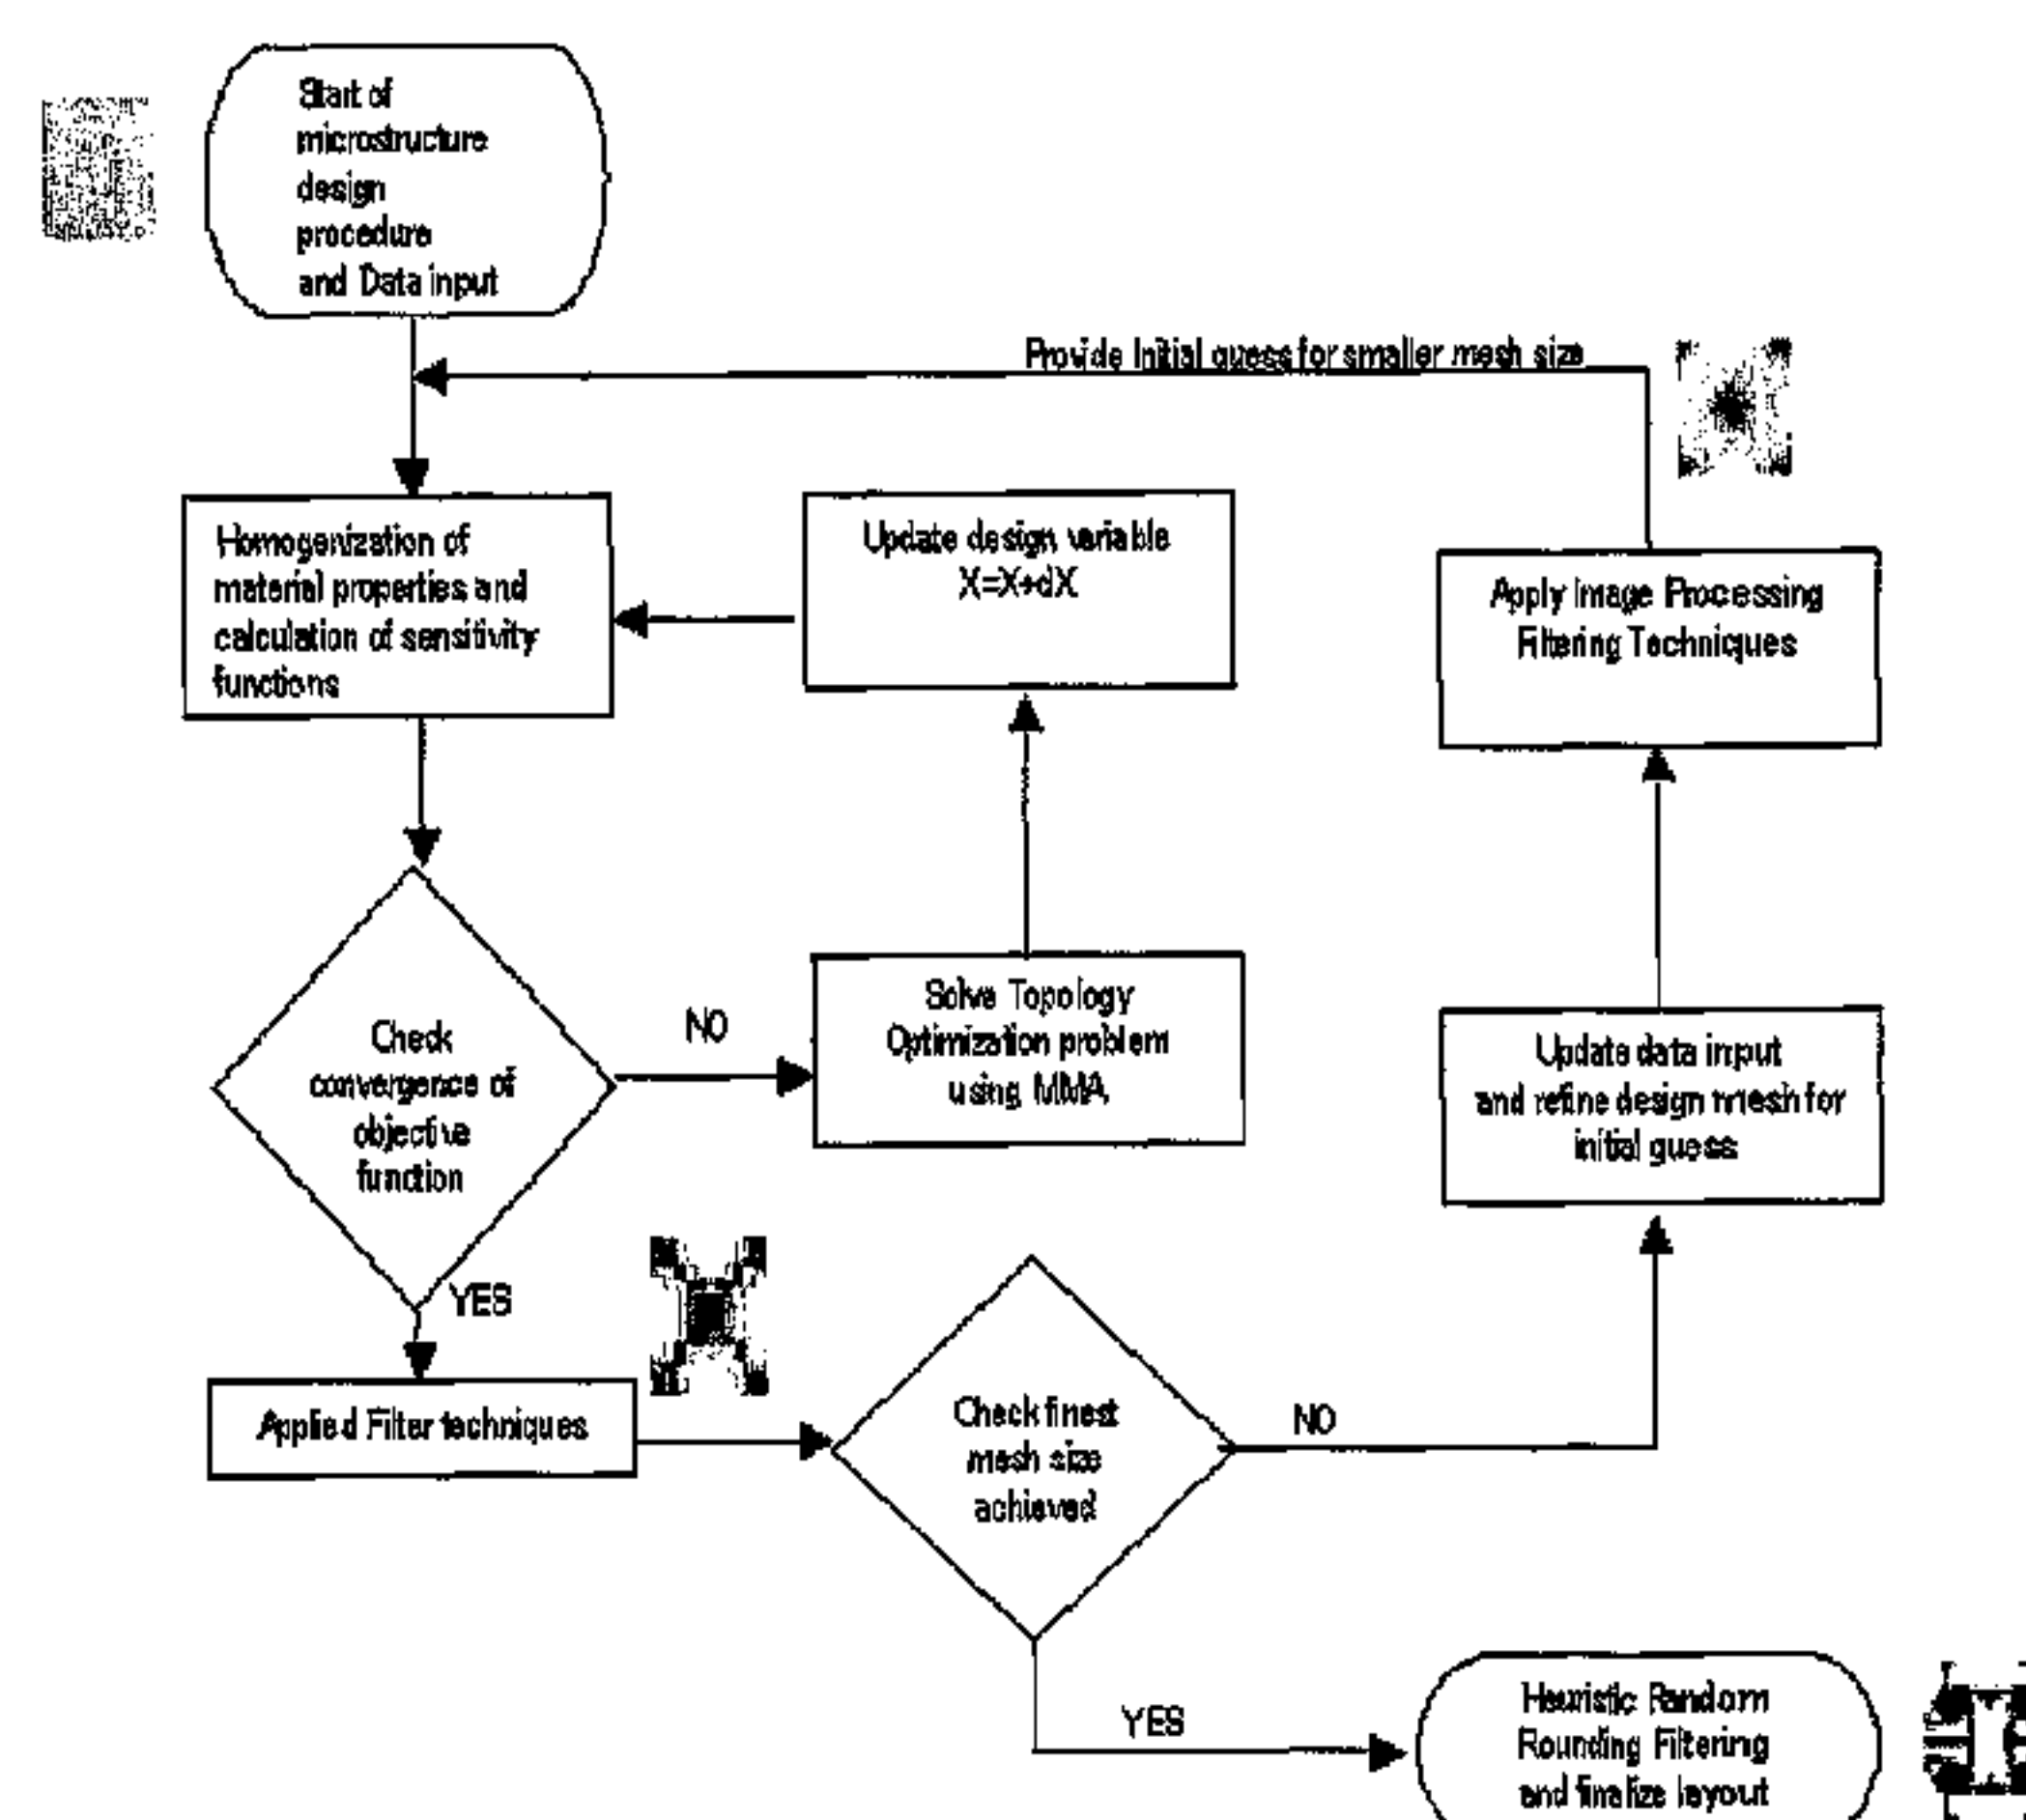 Start of
microstructure
design
procedure
and Data input
Provide Initial guess for smaller mesh size
Homogenization of
material properties and
calculation of sensitivity
functions
Update design variable
X=X+dX
Apply Image Processing
Filtering Techniques
Check
convergence of
objective
function
NO
Solve Topology
Optimization problem
using MMA
Update data input
and refine design mesh for
initial guess
YES
Applied Filter techniques
Check finest
mesh size
achieved
NO
YES
Heuristic Random
Rounding Filtering
and finalize layout